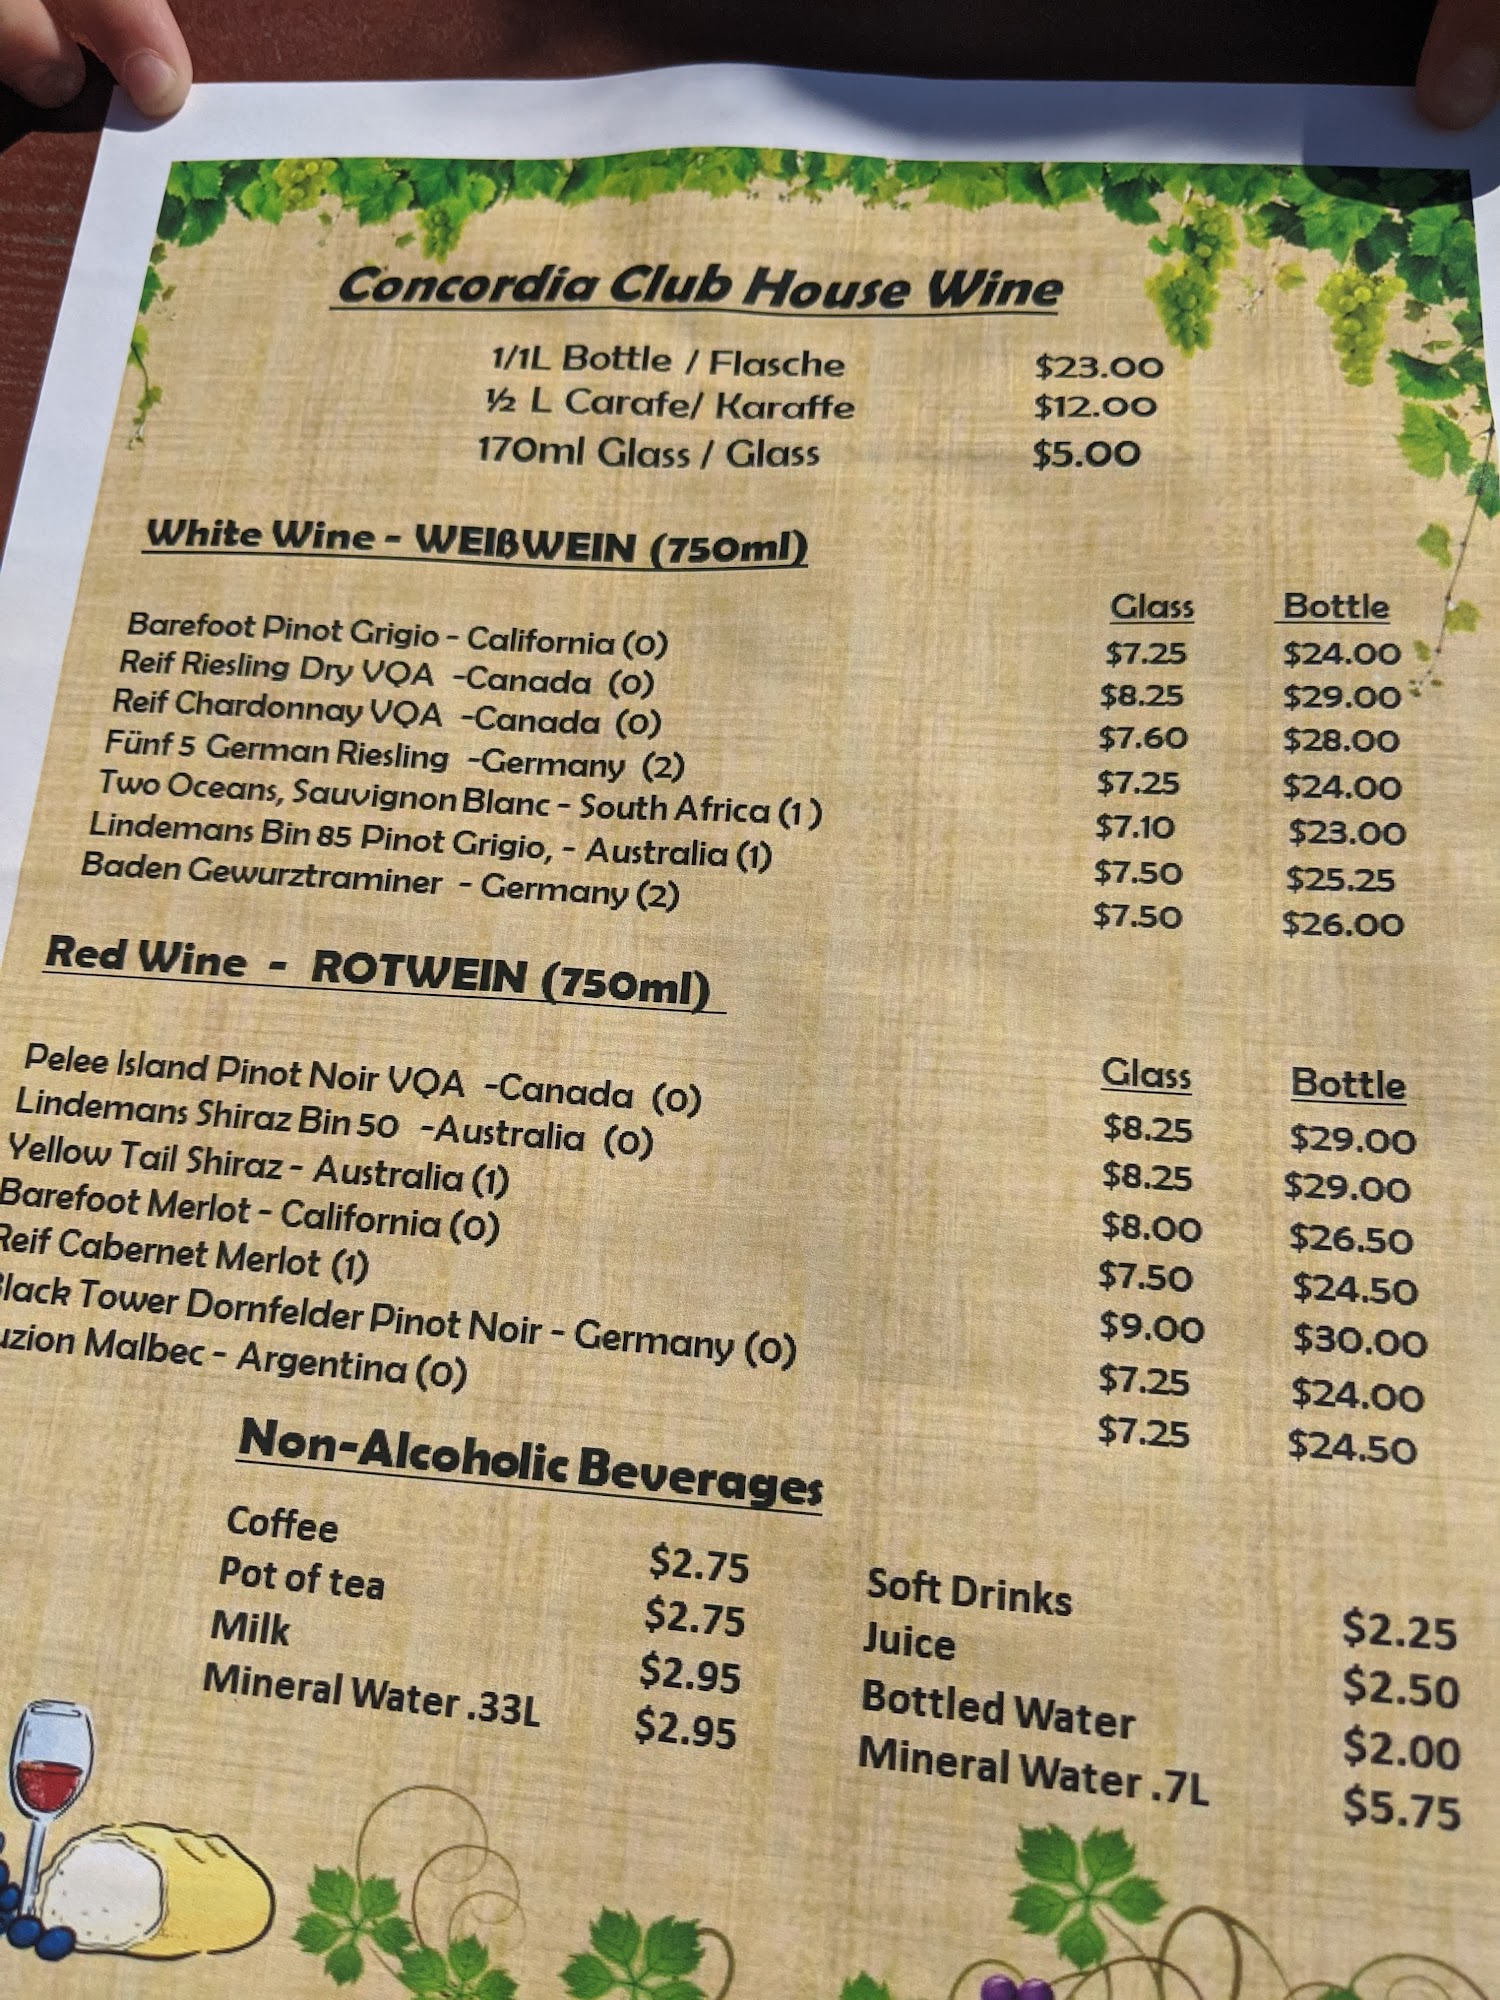 Concordia Club House Wine
1/1L Bottle / Flasche $23.00
½ L Carafe/ Karaffe $12.00
170ml Glass / Glass $5.00
White Wine - WEIßWEIN (750ml)
Glass Bottle
Barefoot Pinot Grigio - California (0) $7.25 $24.00
Reif Riesling Dry VQA -Canada (0) $8.25 $29.00
Reif Chardonnay VQA -Canada (0) $7.60 $28.00
Fünf 5 German Riesling -Germany (2) $7.25 $24.00
Two Oceans, Sauvignon Blanc - South Africa (1) $7.10 $23.00
Lindemans Bin 85 Pinot Grigio, - Australia (1) $7.50 $25.25
Baden Gewurztraminer - Germany (2) $7.50 $26.00
Red Wine - ROTWEIN (750ml)
Glass Bottle
Pelee Island Pinot Noir VQA -Canada (0) $8.25 $29.00
Lindemans Shiraz Bin 50 -Australia (0) $8.25 $29.00
Yellow Tail Shiraz - Australia (1) $8.00 $26.50
Barefoot Merlot - California (0) $7.50 $24.50
Reif Cabernet Merlot (1) $9.00 $30.00
Black Tower Dornfelder Pinot Noir - Germany (0) $7.25 $24.00
Malbec - Argentina (0) $7.25 $24.50
Non-Alcoholic Beverages
Coffee $2.75 Soft Drinks $2.25
Pot of tea $2.75 Juice $2.50
Milk $2.95 Bottled Water $2.00
Mineral Water .33L $2.95 Mineral Water .7L $5.75